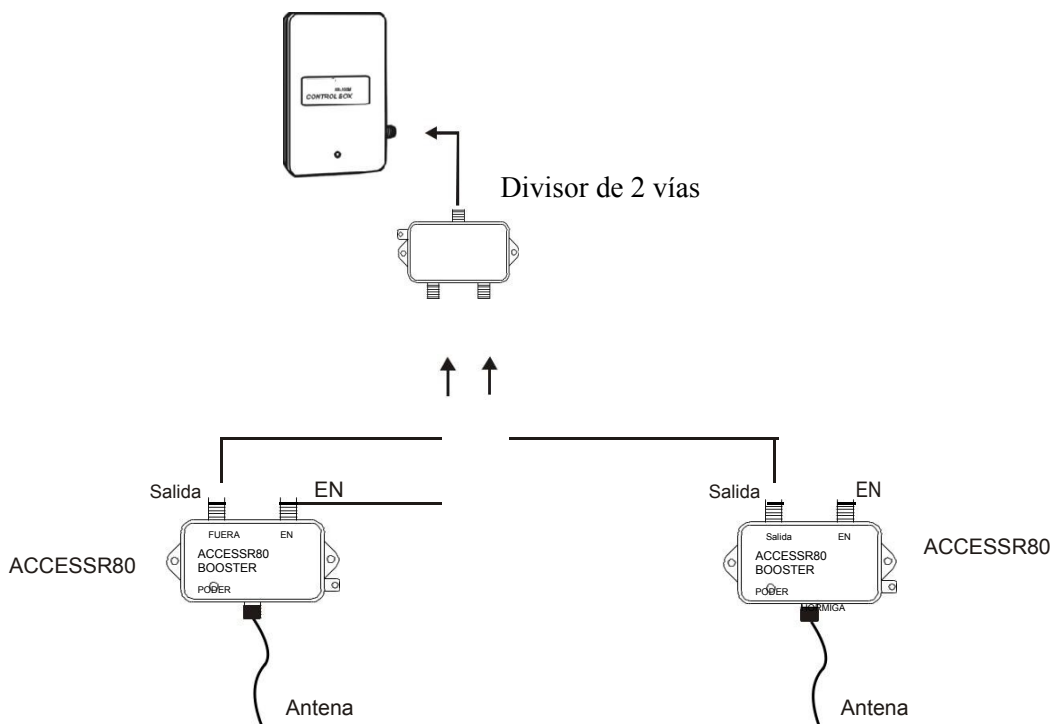 CONTROL BOX
Divisor de 2 vías
Salida
EN
FUERA
EN
ACCESSR80
BOOSTER
PODER
ACCESSR80
Antena
Salida
EN
Salida
EN
ACCESSR80
BOOSTER
PODER
HORMIGA
ACCESSR80
Antena